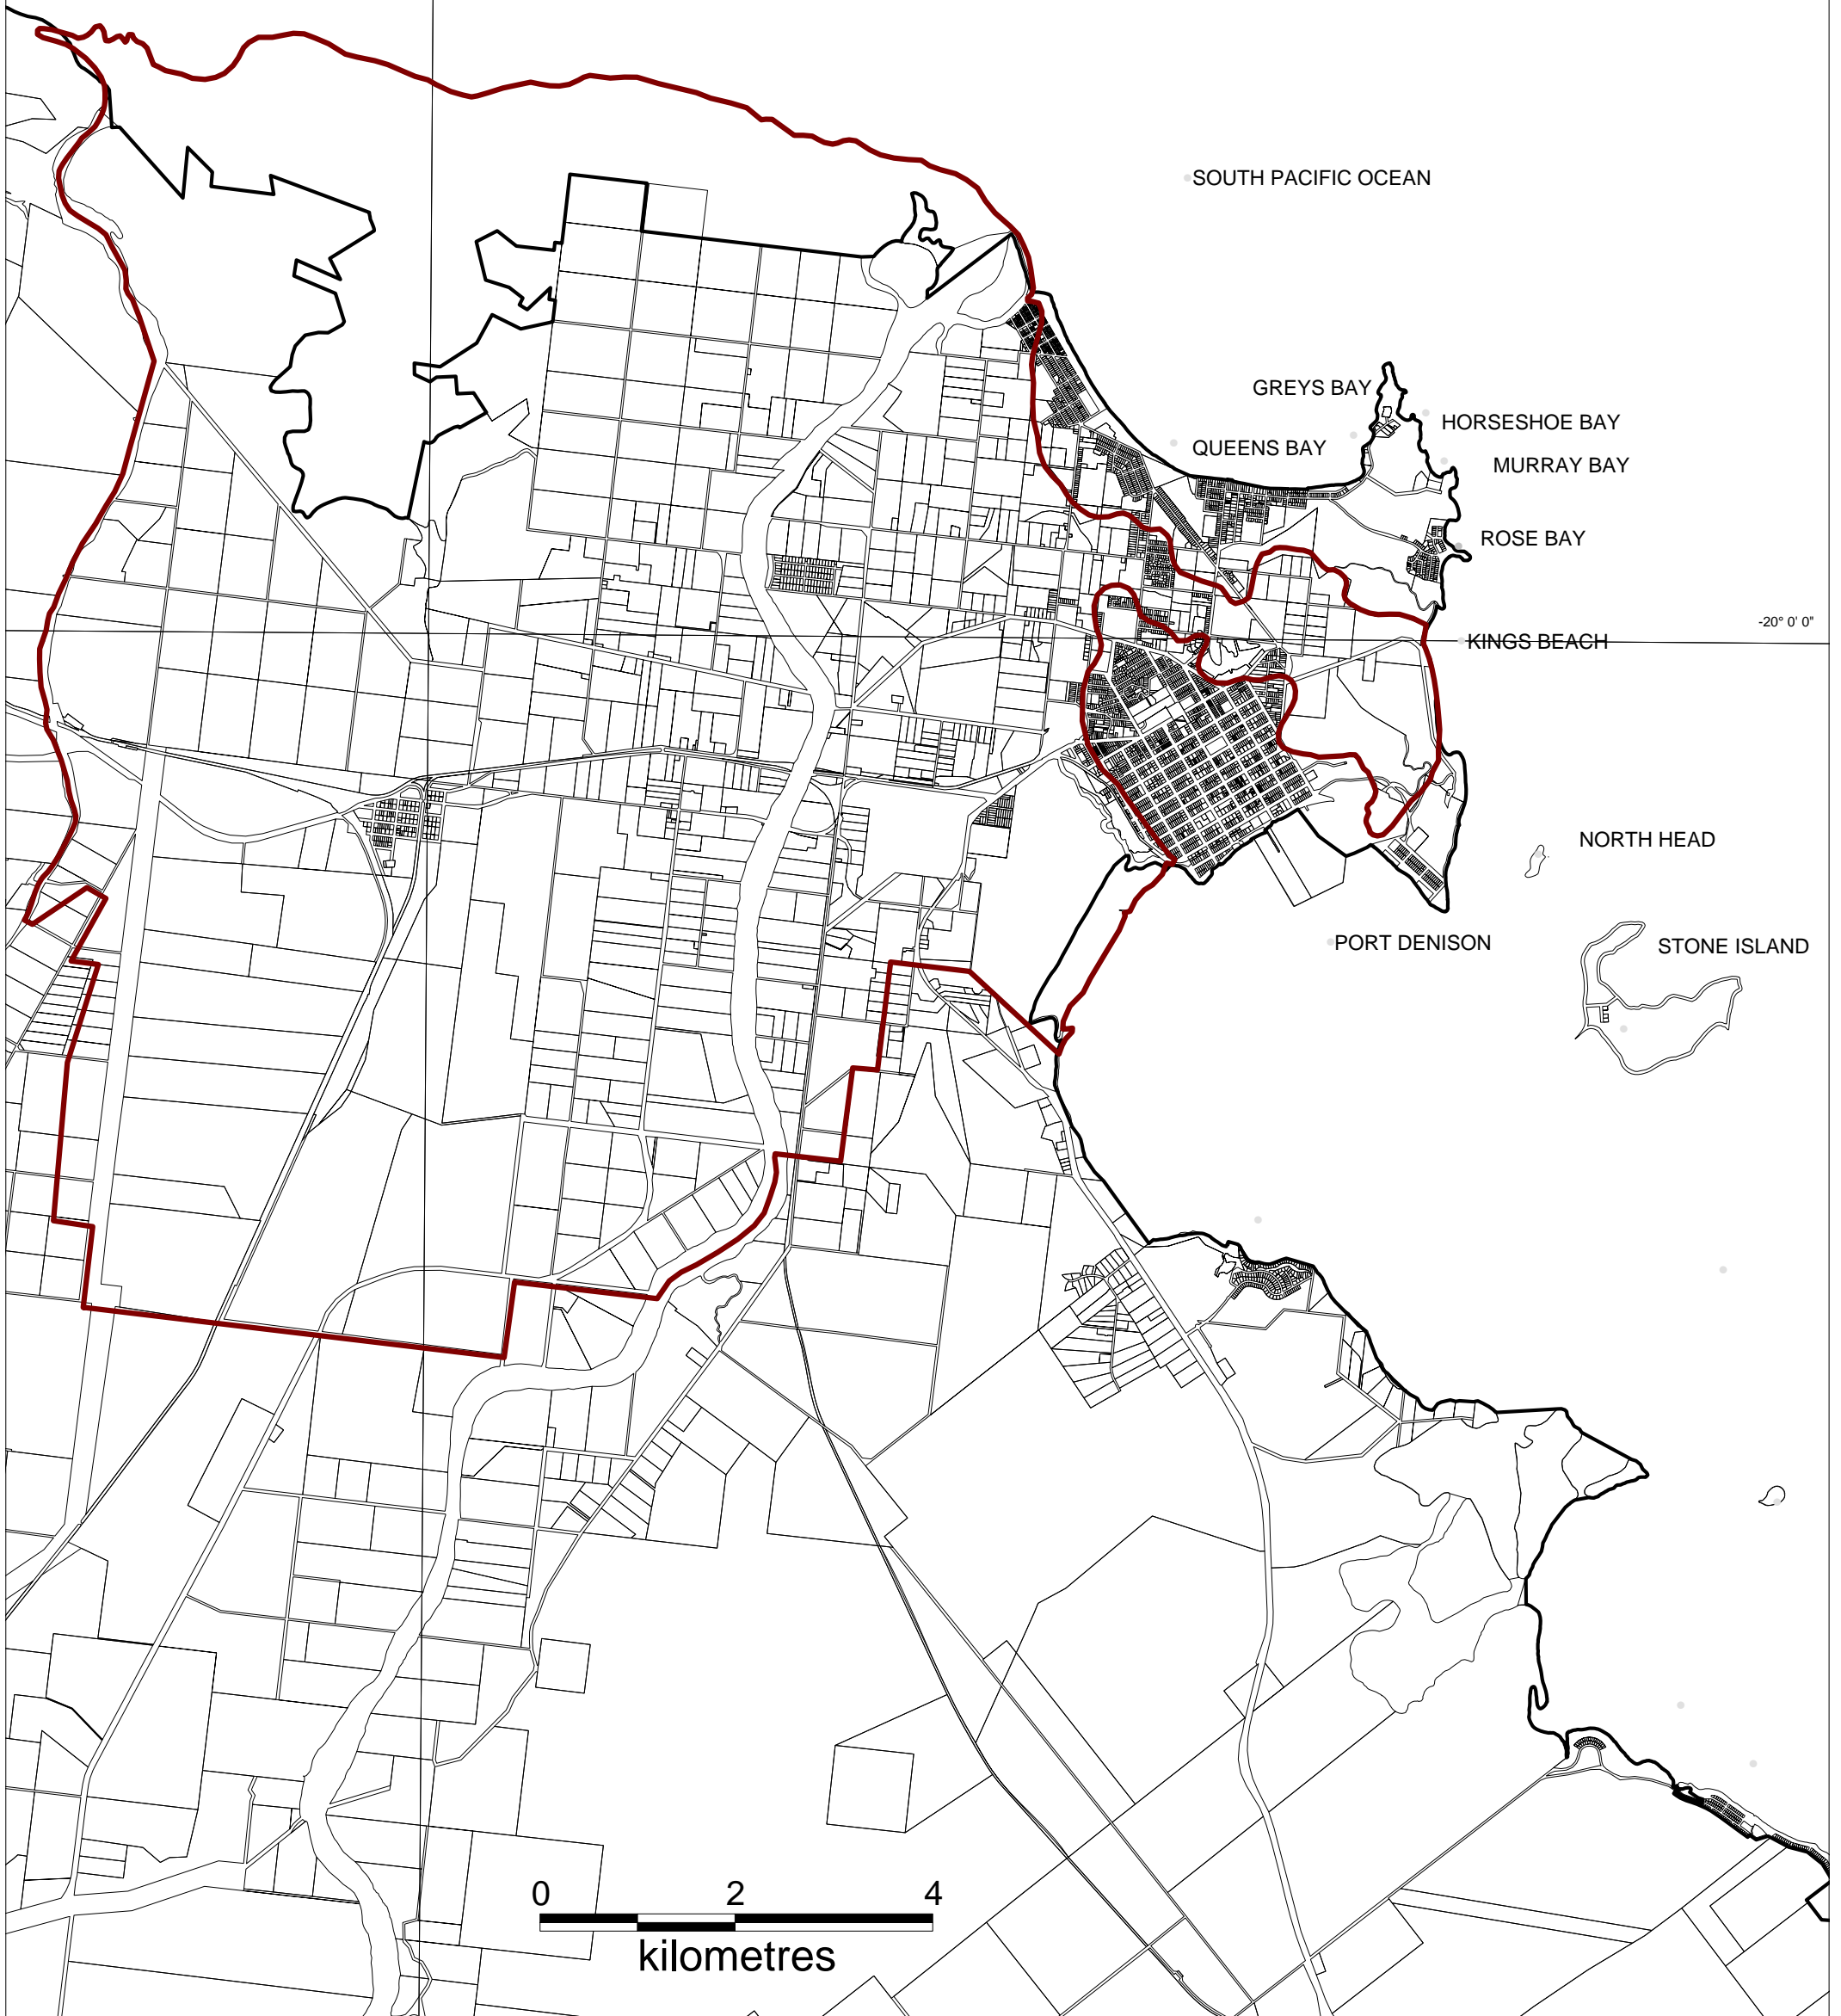 SOUTH PACIFIC OCEAN
GREYS BAY
HORSESHOE BAY
QUEENS BAY
MURRAY BAY
ROSE BAY
-20° 0' 0"
KINGS BEACH
NORTH HEAD
PORT DENISON
STONE ISLAND
0 2 4
kilometres